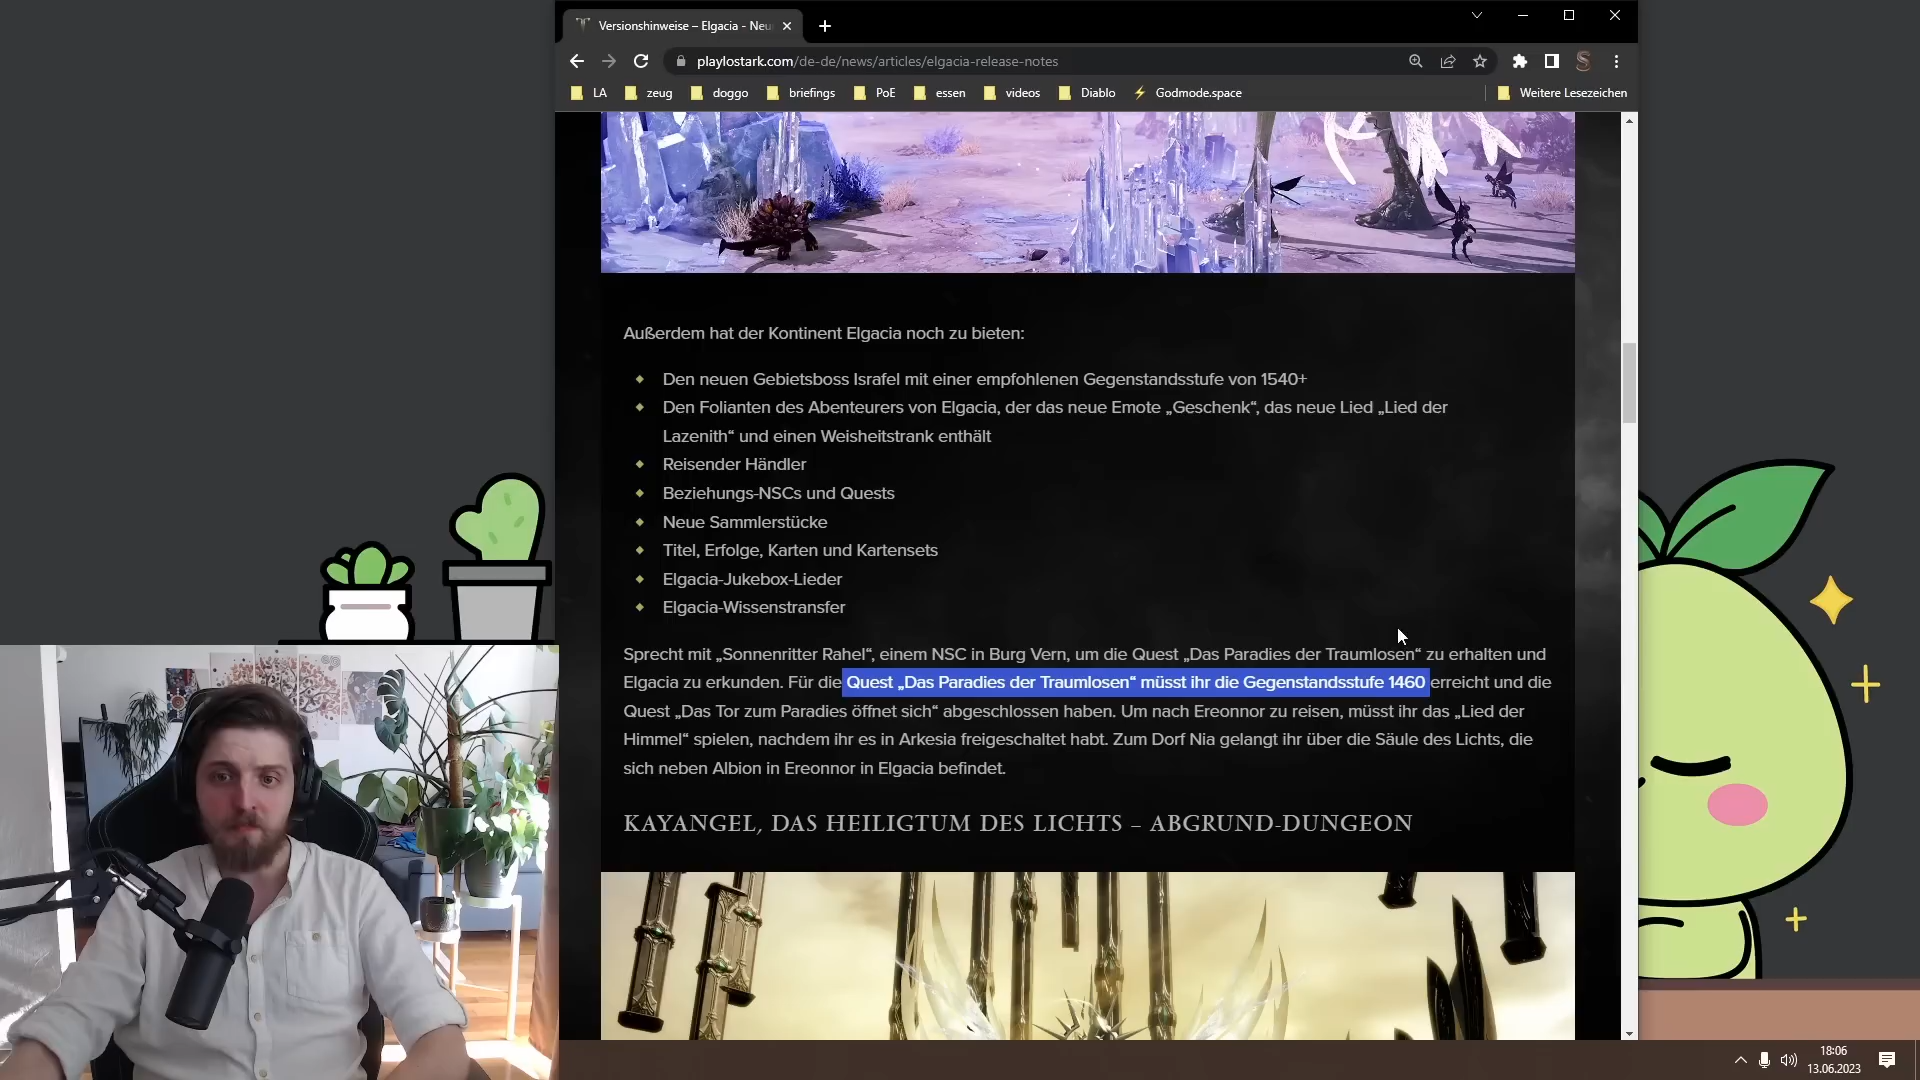 Versionshinweise – Elgacia - Neu
playlostark.com/de-de/news/articles/elgacia-release-notes
LA zeug doggo briefings PoE essen videos Diablo Godmode.space Weitere Lesezeichen
Außerdem hat der Kontinent Elgacia noch zu bieten:
Den neuen Gebietsboss Israfel mit einer empfohlenen Gegenstandsstufe von 1540+
Den Folianten des Abenteurers von Elgacia, der das neue Emote „Geschenk“, das neue Lied „Lied der
Lazenith“ und einen Weisheitstrank enthält
Reisender Händler
Beziehungs-NSCs und Quests
Neue Sammlerstücke
Titel, Erfolge, Karten und Kartensets
Elgacia-Jukebox-Lieder
Elgacia-Wissenstransfer
Sprecht mit „Sonnenritter Rahel“, einem NSC in Burg Vern, um die Quest „Das Paradies der Traumlosen“ zu erhalten und
Elgacia zu erkunden. Für die Quest „Das Paradies der Traumlosen“ müsst ihr die Gegenstandsstufe 1460 erreicht und die
Quest „Das Tor zum Paradies öffnet sich“ abgeschlossen haben. Um nach Ereonnor zu reisen, müsst ihr das „Lied der
Himmel“ spielen, nachdem ihr es in Arkesia freigeschaltet habt. Zum Dorf Nia gelangt ihr über die Säule des Lichts, die
sich neben Albion in Ereonnor in Elgacia befindet.
KAYANGEL, DAS HEILIGTUM DES LICHTS – ABGRUND-DUNGEON
18:06
13.06.2023